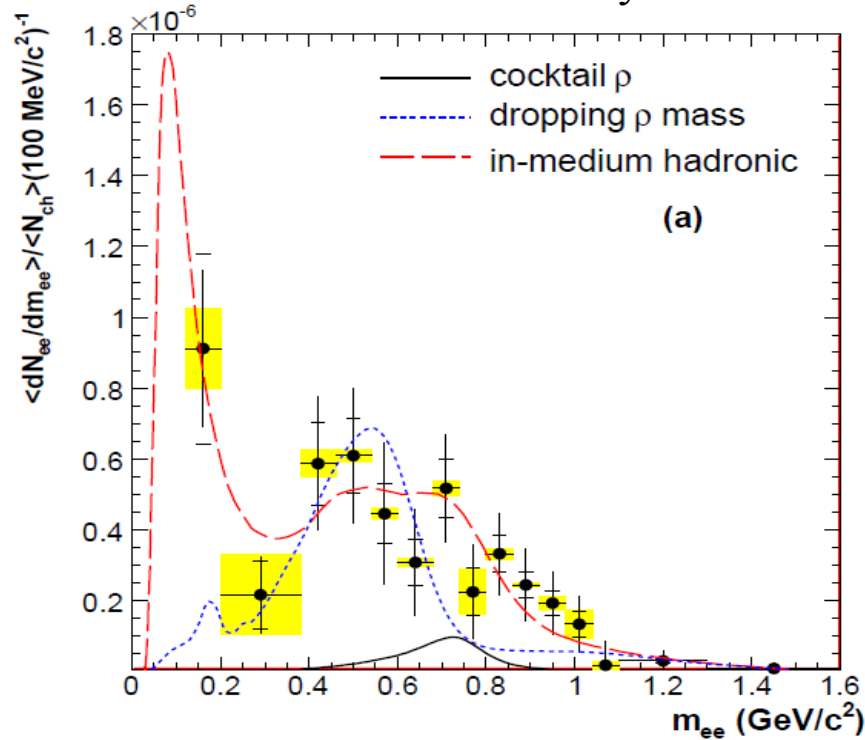 ×10⁻⁶
1.8
1.6
1.4
1.2
1
0.8
0.6
0.4
0.2
<dN_ee/dm_ee>/<N_ch>(100 MeV/c²)⁻¹
cocktail ρ
dropping ρ mass
in-medium hadronic
(a)
0 0.2 0.4 0.6 0.8 1.0 1.2 1.4 1.6
m_ee (GeV/c²)